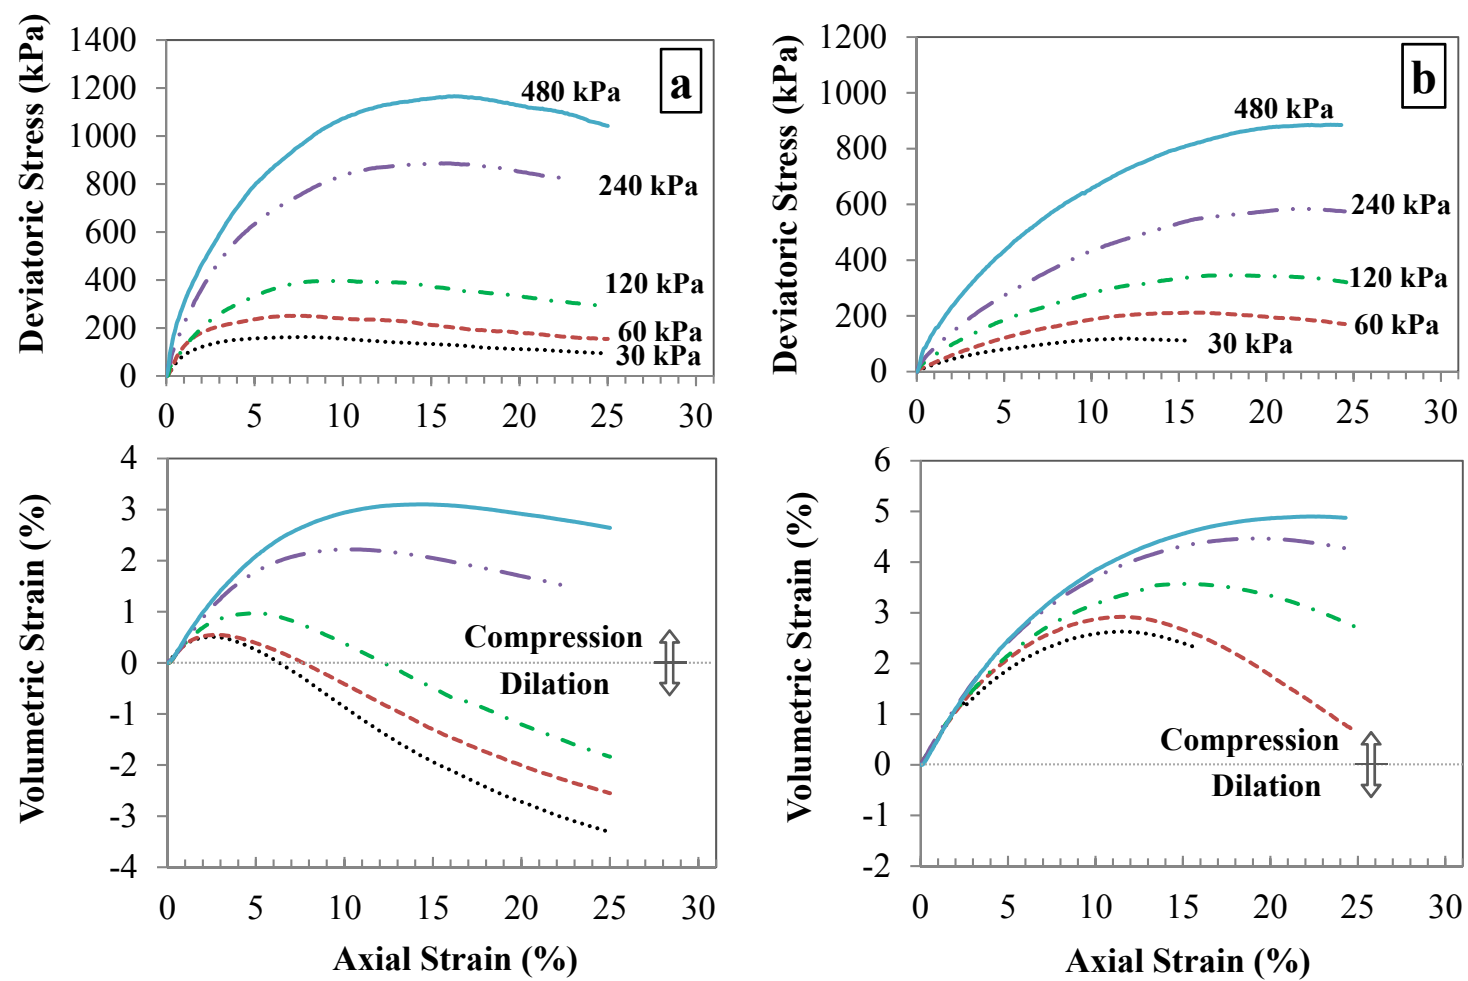 Deviatoric Stress (kPa)
1400
1200
1000
800
600
400
200
0
0 5 10 15 20 25 30
a
480 kPa
240 kPa
120 kPa
60 kPa
30 kPa
Deviatoric Stress (kPa)
1200
1000
800
600
400
200
0
0 5 10 15 20 25 30
b
480 kPa
240 kPa
120 kPa
60 kPa
30 kPa
Volumetric Strain (%)
4
3
2
1
0
-1
-2
-3
-4
Compression
Dilation
0 5 10 15 20 25 30
Axial Strain (%)
Volumetric Strain (%)
6
5
4
3
2
1
0
-1
-2
Compression
Dilation
0 5 10 15 20 25 30
Axial Strain (%)